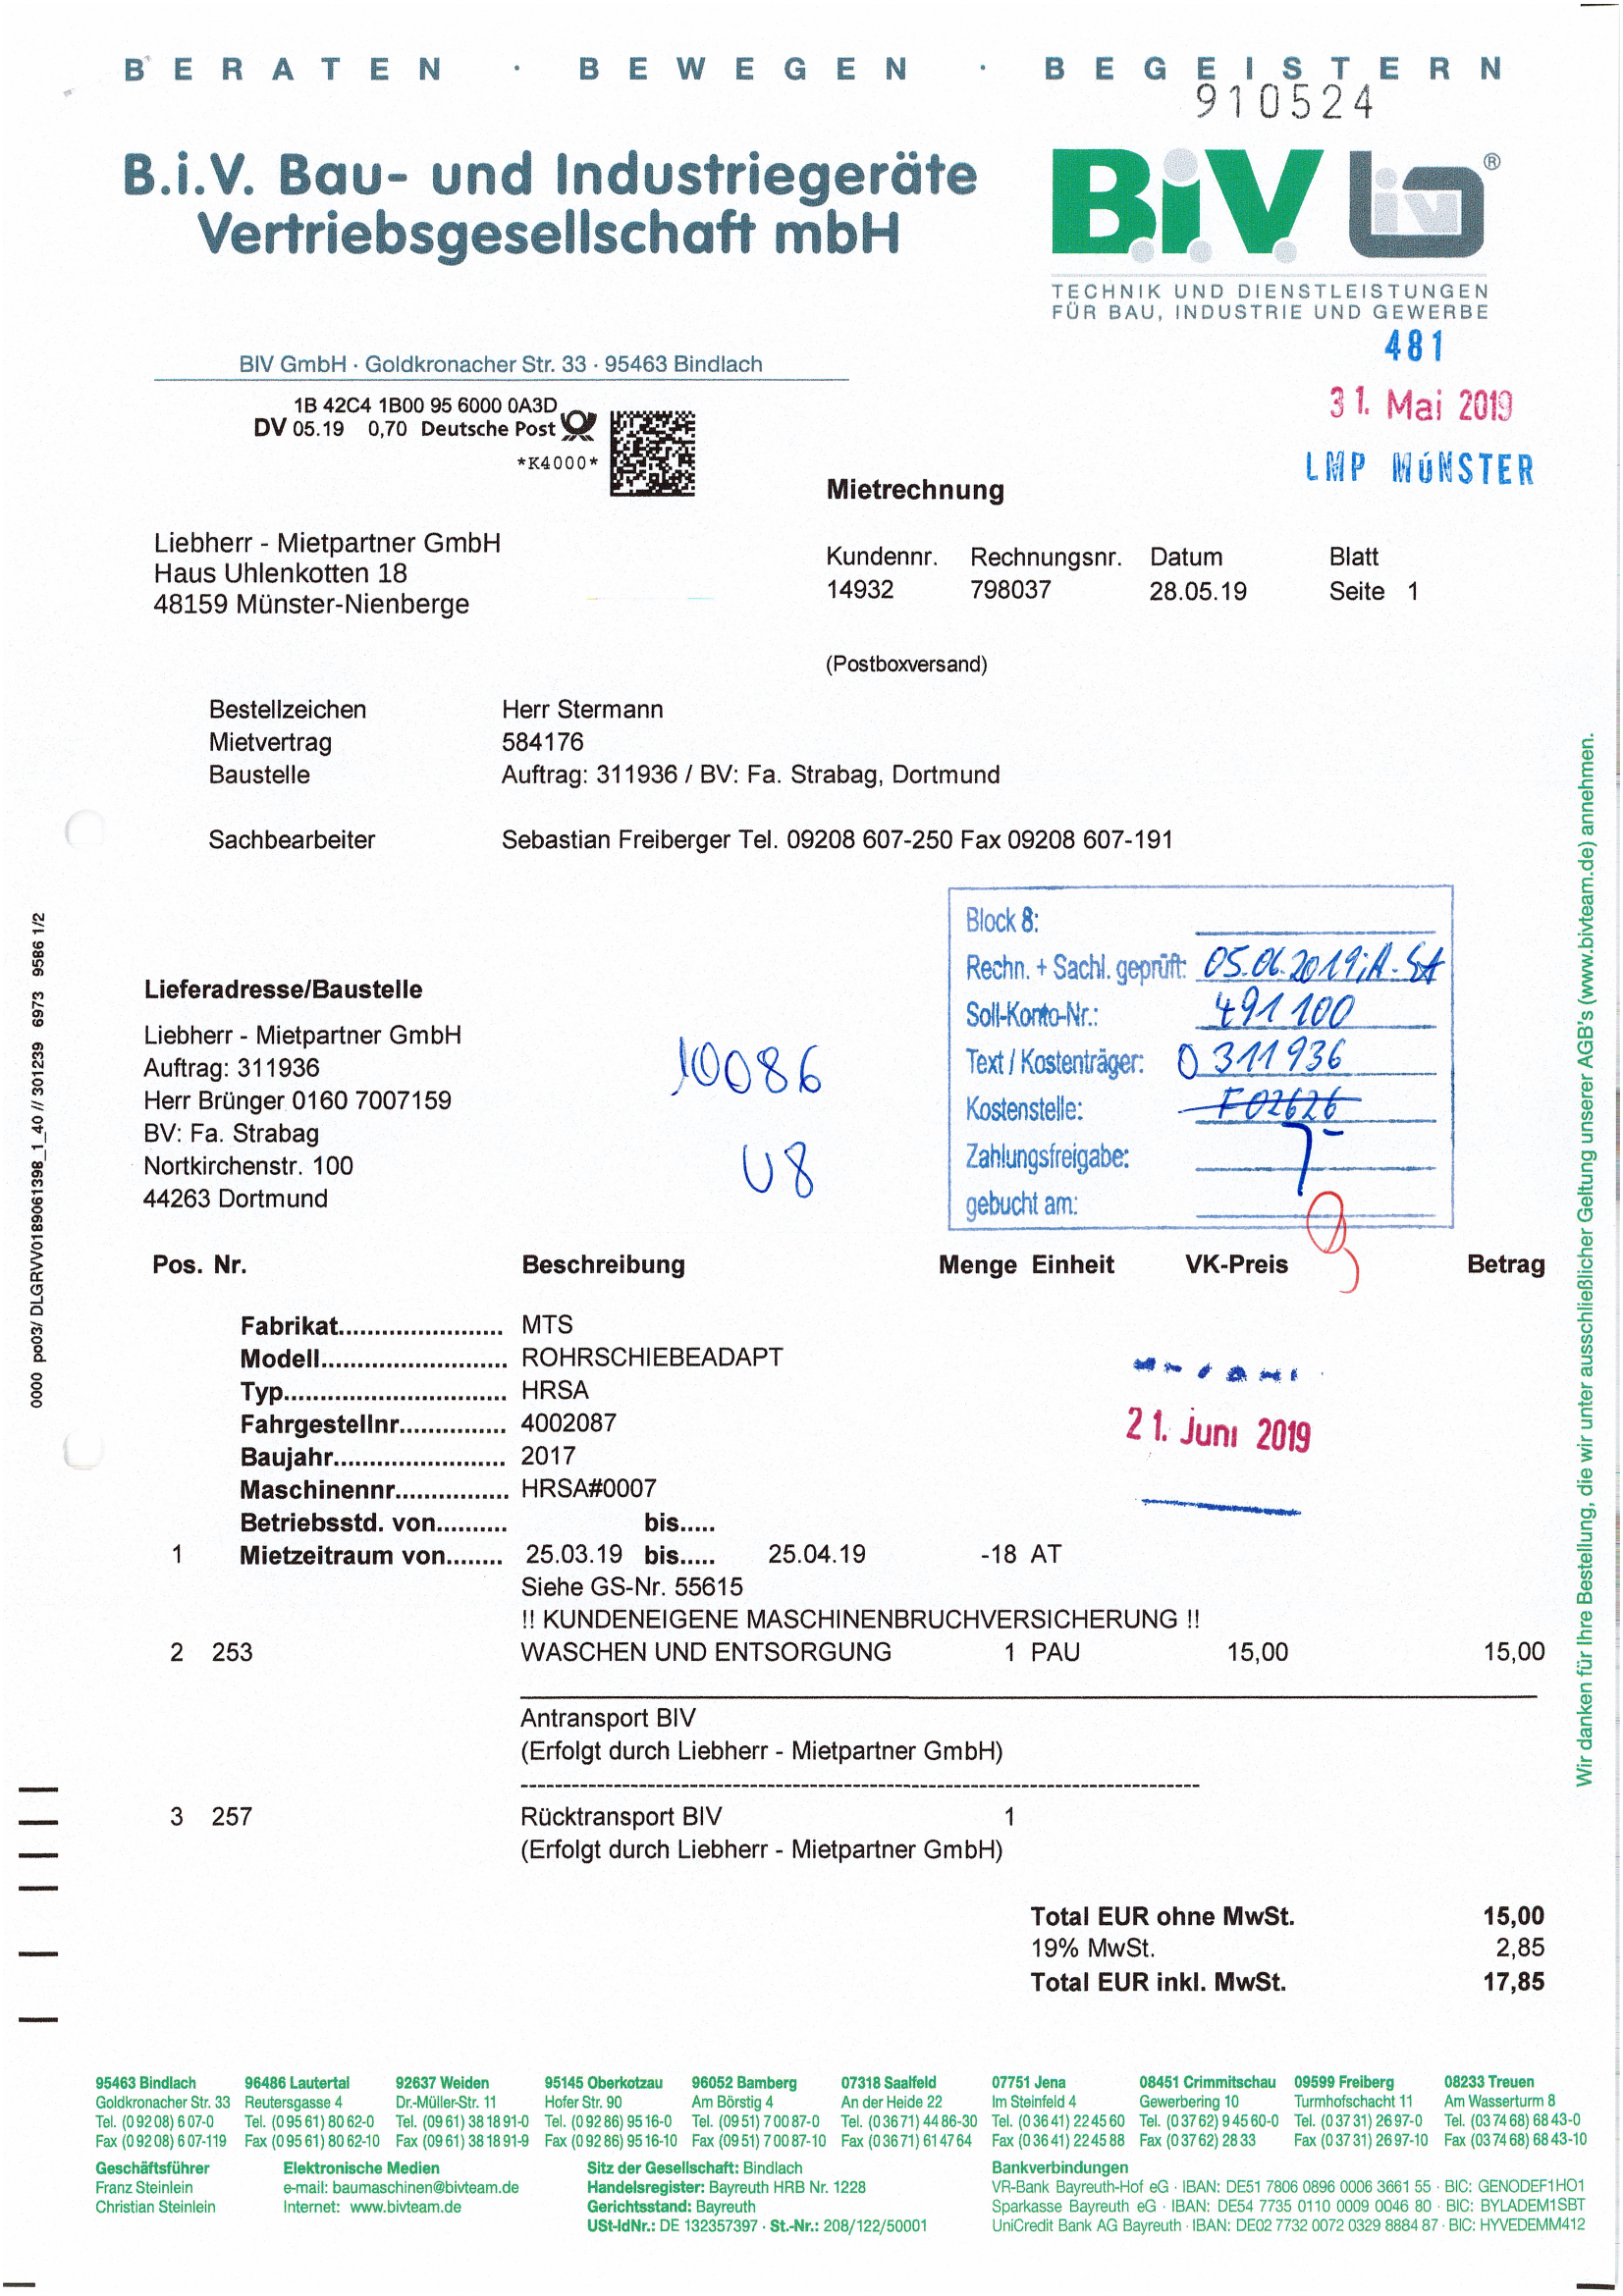 BERATEN · BEWEGEN · BEGEISTERN
910524
B.i.V. Bau- und Industriegeräte
Vertriebsgesellschaft mbH
B.i.V. biv ®
TECHNIK UND DIENSTLEISTUNGEN
FÜR BAU, INDUSTRIE UND GEWERBE
481
31. Mai 2019
LMP MÜNSTER
BIV GmbH · Goldkronacher Str. 33 · 95463 Bindlach
1B 42C4 1B00 95 6000 0A3D
DV 05.19 0,70 Deutsche Post
*K4000*
Mietrechnung
Liebherr - Mietpartner GmbH
Haus Uhlenkotten 18
48159 Münster-Nienberge
Kundennr. Rechnungsnr. Datum Blatt
14932 798037 28.05.19 Seite 1
(Postboxversand)
Bestellzeichen Herr Stermann
Mietvertrag 584176
Baustelle Auftrag: 311936 / BV: Fa. Strabag, Dortmund
Sachbearbeiter Sebastian Freiberger Tel. 09208 607-250 Fax 09208 607-191
Block 8:
Rechn. + Sachl. geprüft: 05.06.2019
Soll-Konto-Nr.: 491 100
Text / Kostenträger: 0 311936
Kostenstelle: F02626
Zahlungsfreigabe:
gebucht am:
Lieferadresse/Baustelle
Liebherr - Mietpartner GmbH
Auftrag: 311936
Herr Brünger 0160 7007159
BV: Fa. Strabag
Nortkirchenstr. 100
44263 Dortmund
10086
U8
Pos. Nr. Beschreibung Menge Einheit VK-Preis Betrag
Fabrikat....................... MTS
Modell.......................... ROHRSCHIEBEADAPT
Typ............................... HRSA
Fahrgestellnr............... 4002087
Baujahr........................ 2017
Maschinennr................ HRSA#0007
Betriebsstd. von.......... bis.....
1 Mietzeitraum von........ 25.03.19 bis..... 25.04.19 -18 AT
Siehe GS-Nr. 55615
!! KUNDENEIGENE MASCHINENBRUCHVERSICHERUNG !!
2 253 WASCHEN UND ENTSORGUNG 1 PAU 15,00 15,00
21. Juni 2019
Antransport BIV
(Erfolgt durch Liebherr - Mietpartner GmbH)
3 257 Rücktransport BIV 1
(Erfolgt durch Liebherr - Mietpartner GmbH)
Total EUR ohne MwSt. 15,00
19% MwSt. 2,85
Total EUR inkl. MwSt. 17,85
0000 po03/ DLGRVV0189061398_1_40 // 301239 6973 9586 1/2
Wir danken für Ihre Bestellung, die wir unter ausschließlicher Geltung unserer AGB's (www.bivteam.de) annehmen.
95463 Bindlach 96486 Lautertal 92637 Weiden 95145 Oberkotzau 96052 Bamberg 07318 Saalfeld 07751 Jena 08451 Crimmitschau 09599 Freiberg 08233 Treuen
Goldkronacher Str. 33 Reutersgasse 4 Dr.-Müller-Str. 11 Hofer Str. 90 Am Börstig 4 An der Heide 22 Im Steinfeld 4 Gewerbering 10 Turmhofschacht 11 Am Wasserturm 8
Tel. (0 92 08) 6 07-0 Tel. (0 95 61) 80 62-0 Tel. (09 61) 38 18 91-0 Tel. (0 92 86) 95 16-0 Tel. (09 51) 7 00 87-0 Tel. (0 36 71) 44 86-30 Tel. (0 36 41) 22 45 60 Tel. (0 37 62) 9 45 60-0 Tel. (0 37 31) 26 97-0 Tel. (03 74 68) 68 43-0
Fax (0 92 08) 6 07-119 Fax (0 95 61) 80 62-10 Fax (09 61) 38 18 91-9 Fax (0 92 86) 95 16-10 Fax (09 51) 7 00 87-10 Fax (0 36 71) 61 47 64 Fax (0 36 41) 22 45 88 Fax (0 37 62) 28 33 Fax (0 37 31) 26 97-10 Fax (03 74 68) 68 43-10
Geschäftsführer Elektronische Medien Sitz der Gesellschaft: Bindlach Bankverbindungen
Franz Steinlein e-mail: baumaschinen@bivteam.de Handelsregister: Bayreuth HRB Nr. 1228 VR-Bank Bayreuth-Hof eG · IBAN: DE51 7806 0896 0006 3661 55 · BIC: GENODEF1HO1
Christian Steinlein Internet: www.bivteam.de Gerichtsstand: Bayreuth Sparkasse Bayreuth eG · IBAN: DE54 7735 0110 0009 0046 80 · BIC: BYLADEM1SBT
USt-IdNr.: DE 132357397 · St.-Nr.: 208/122/50001 UniCredit Bank AG Bayreuth · IBAN: DE02 7732 0072 0329 8884 87 · BIC: HYVEDEMM412